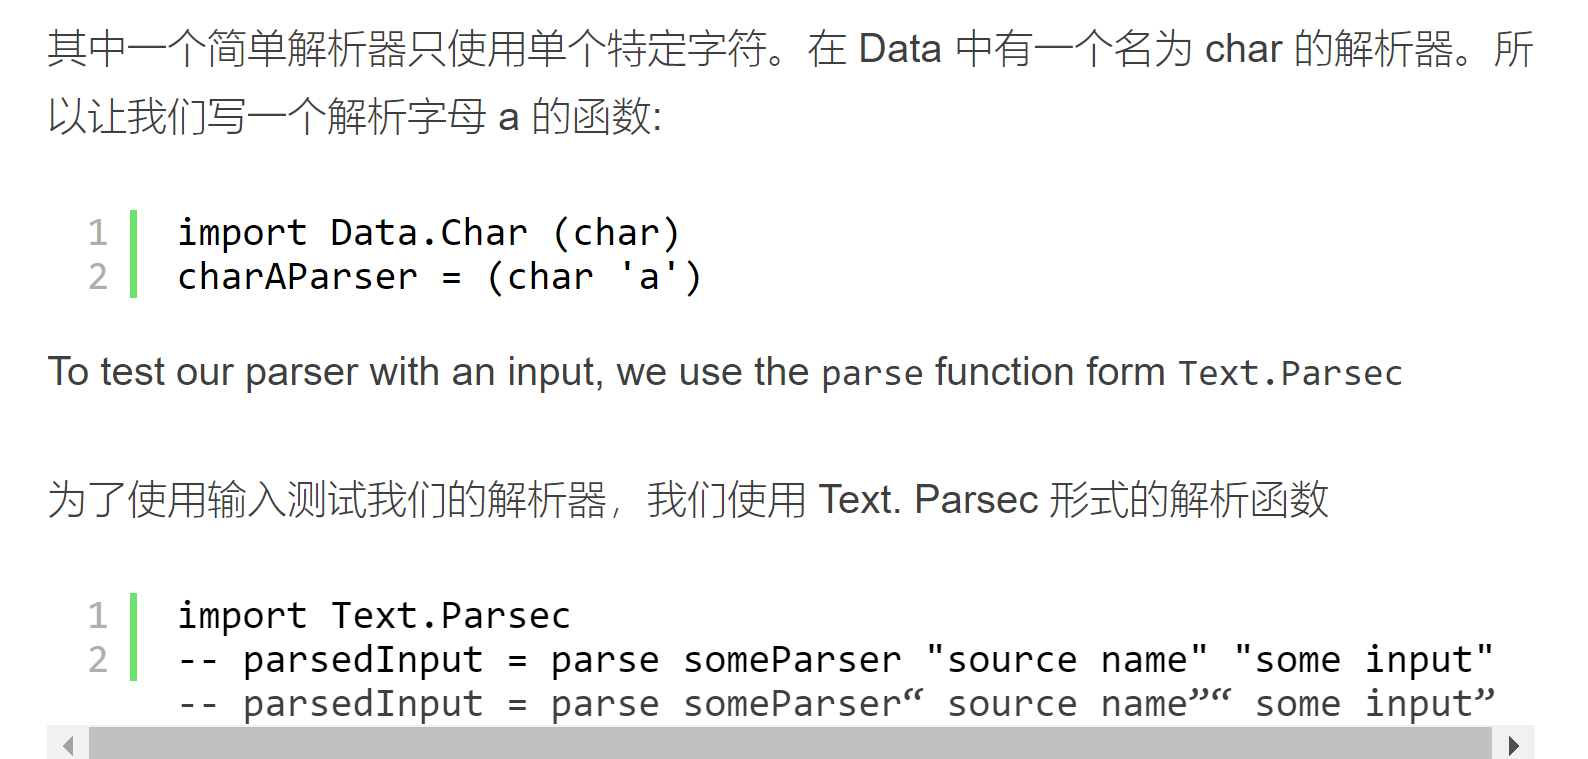 其中一个简单解析器只使用单个特定字符。在 Data 中有一个名为 char 的解析器。所
以让我们写一个解析字母 a 的函数:
1 import Data.Char (char)
2 charAParser = (char 'a')
To test our parser with an input, we use the parse function form Text.Parsec
为了使用输入测试我们的解析器，我们使用 Text. Parsec 形式的解析函数
1 import Text.Parsec
2 -- parsedInput = parse someParser "source name" "some input"
-- parsedInput = parse someParser“ source name”“ some input”